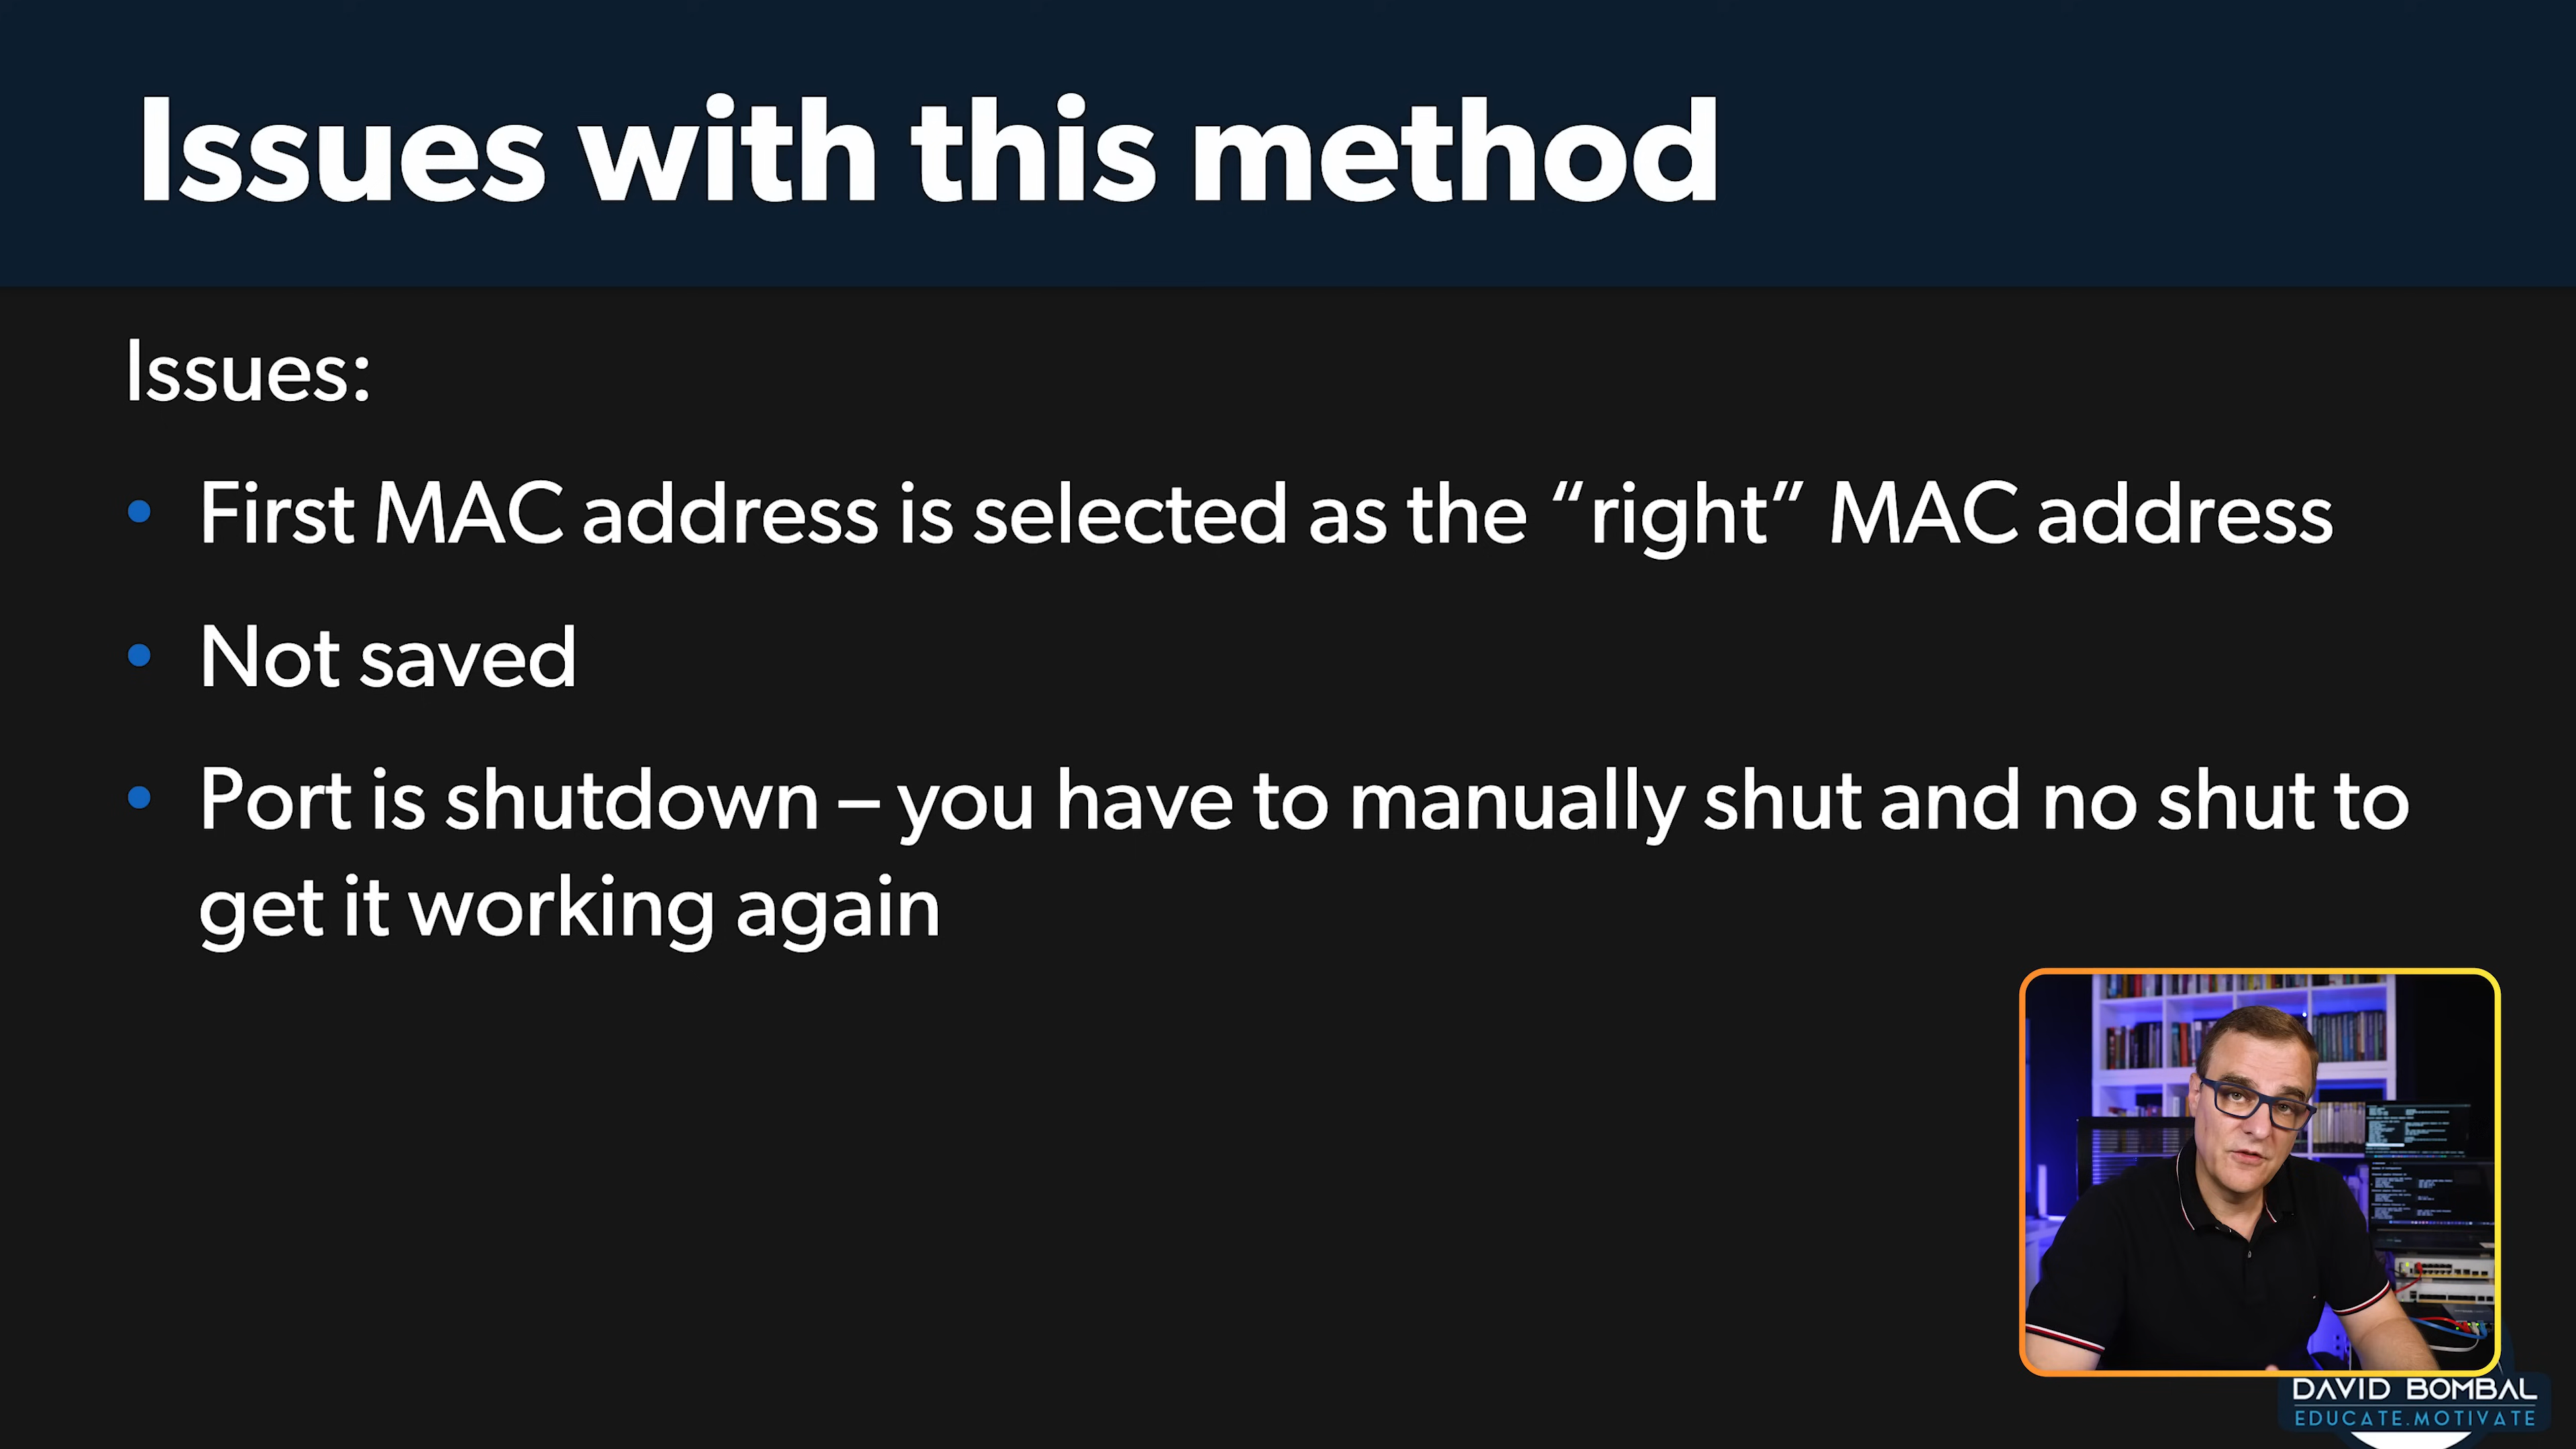 Issues with this method
Issues:
• First MAC address is selected as the “right” MAC address
• Not saved
• Port is shutdown – you have to manually shut and no shut to
get it working again
DAVID BOMBAL
EDUCATE.MOTIVATE